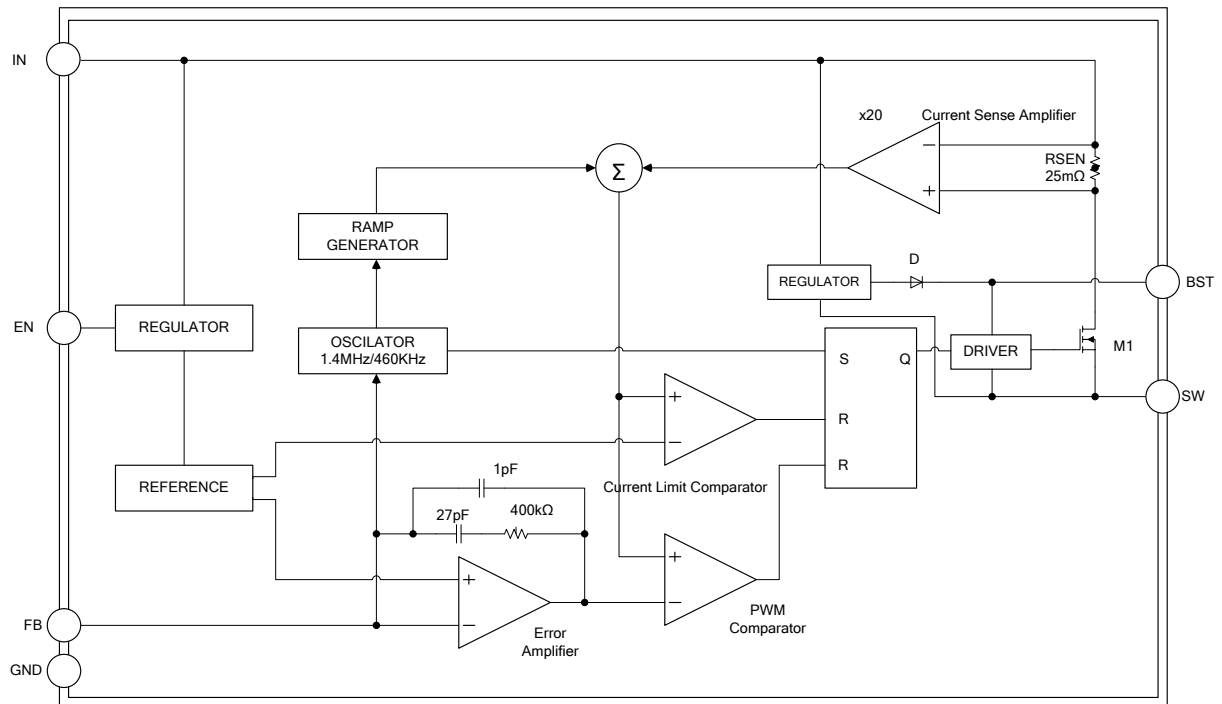 IN
x20
Current Sense Amplifier
RSEN
25mΩ
Σ
RAMP
GENERATOR
D
REGULATOR
BST
EN
REGULATOR
OSCILATOR
1.4MHz/460KHz
S
Q
DRIVER
M1
SW
+
−
R
REFERENCE
1pF
Current Limit Comparator
R
27pF
400kΩ
+
−
+
−
PWM
Comparator
FB
Error
Amplifier
GND
−
+